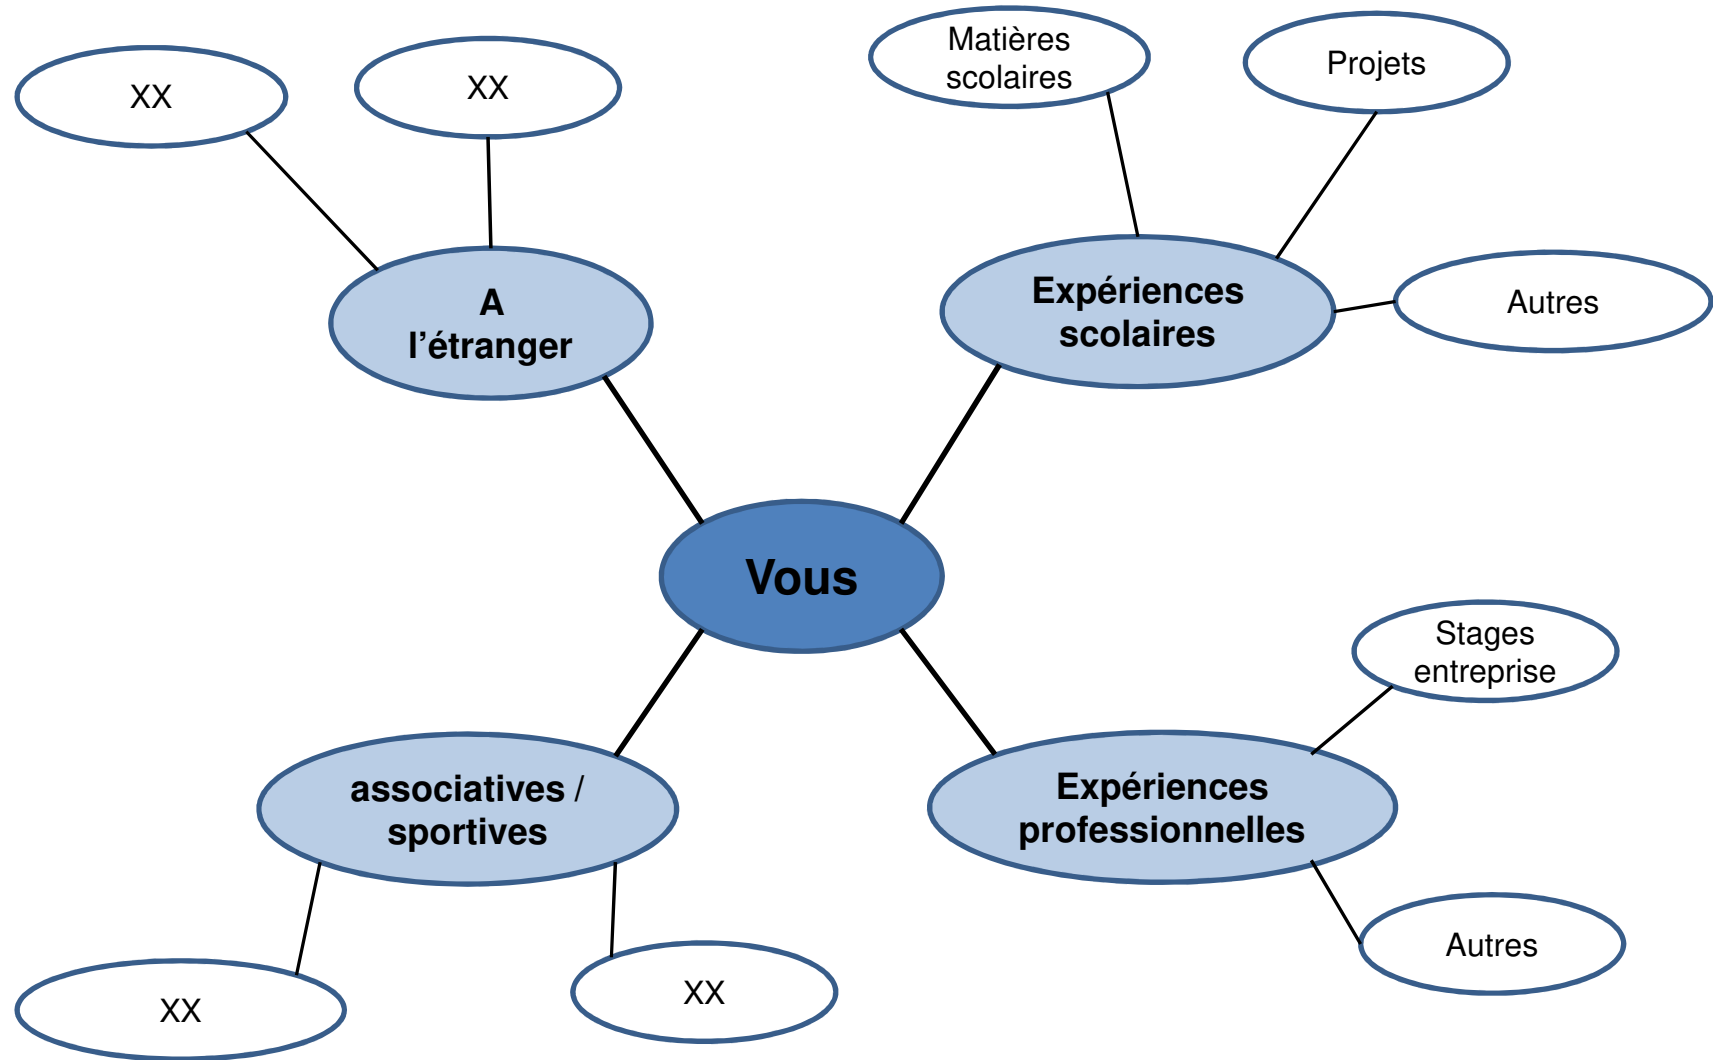 XX
XX
Matières
scolaires
Projets
A
l’étranger
Expériences
scolaires
Autres
Vous
Stages
entreprise
associatives /
sportives
Expériences
professionnelles
Autres
XX
XX